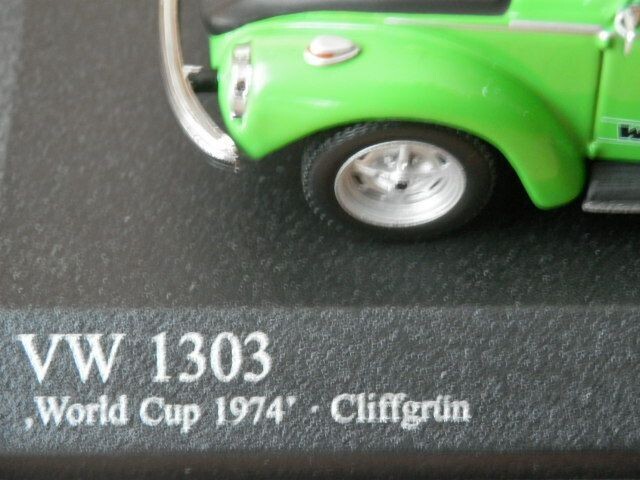 VW 1303
‚World Cup 1974' · Cliffgrün
W